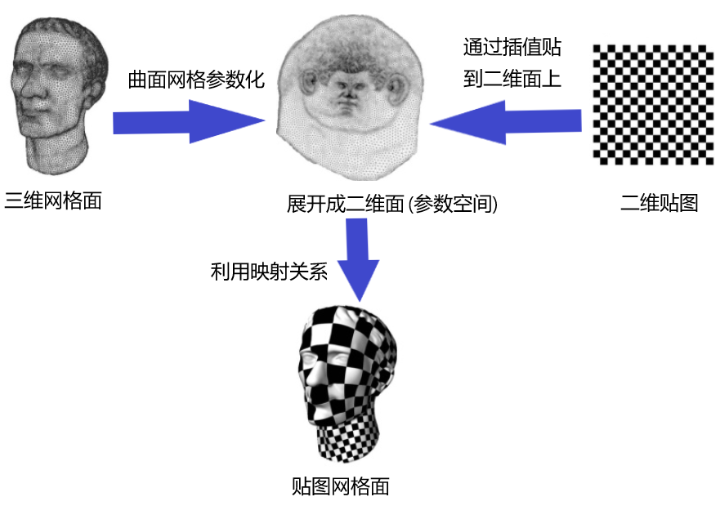 曲面网格参数化
通过插值贴
到二维面上
三维网格面
展开成二维面(参数空间)
二维贴图
利用映射关系
贴图网格面